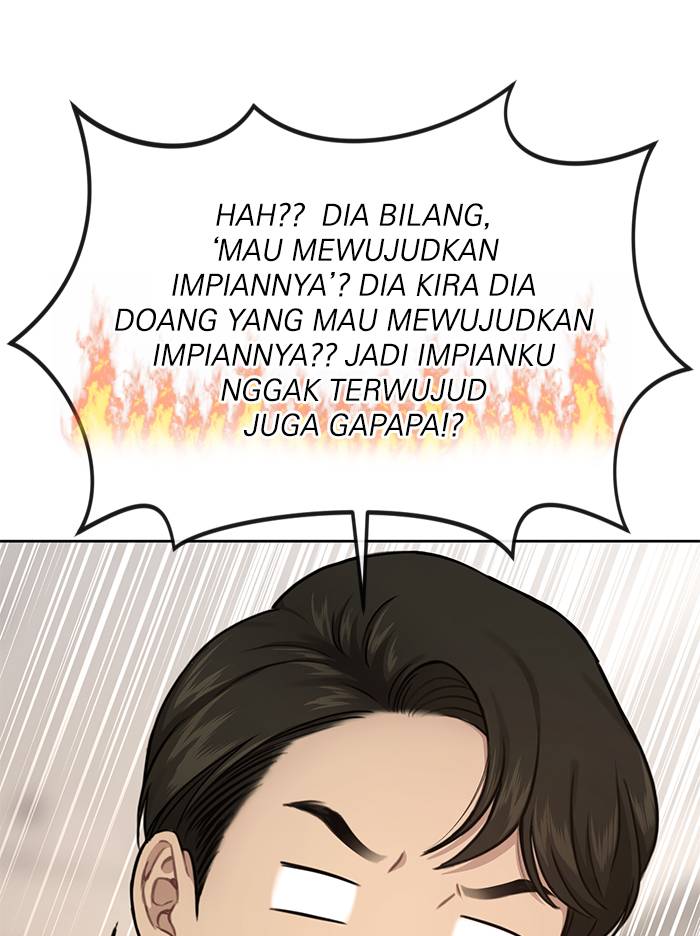 HAH?? DIA BILANG,
‘MAU MEWUJUDKAN
IMPIANNYA’? DIA KIRA DIA
DOANG YANG MAU MEWUJUDKAN
IMPIANNYA?? JADI IMPIANKU
NGGAK TERWUJUD
JUGA GAPAPA!?